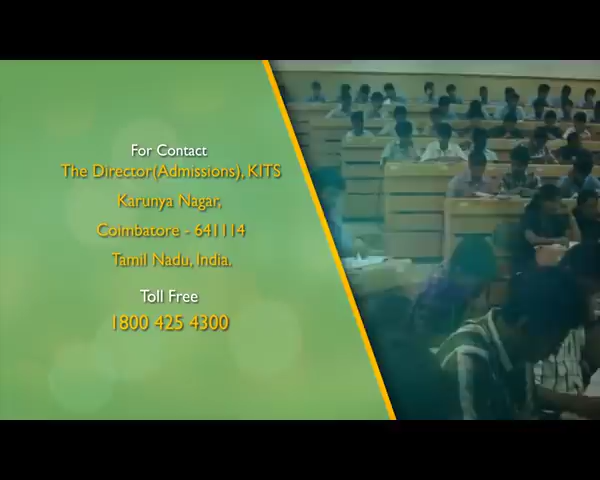 For Contact
The Director(Admissions), KITS
Karunya Nagar,
Coimbatore - 641114
Tamil Nadu, India.
Toll Free
1800 425 4300